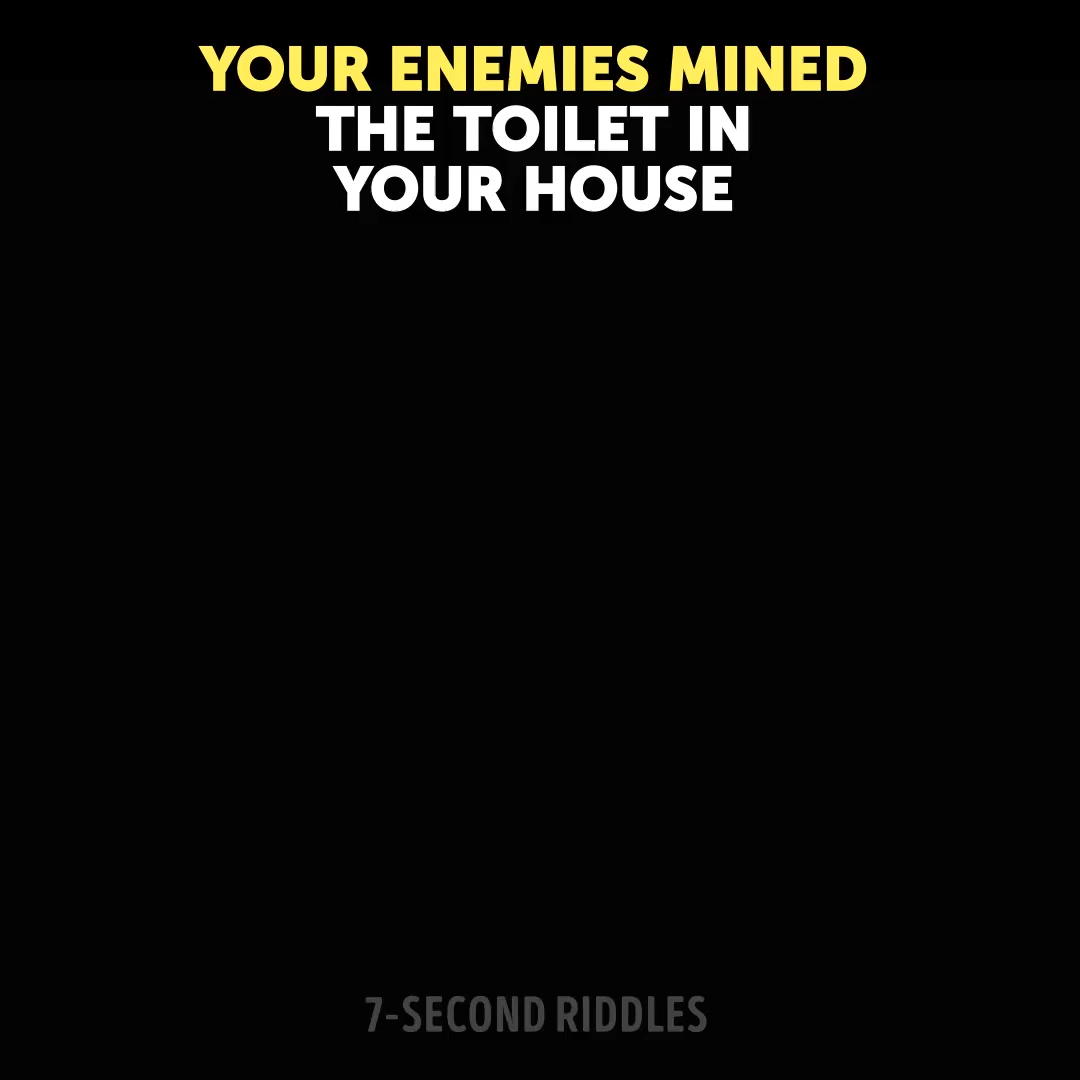 YOUR ENEMIES MINED
THE TOILET IN
YOUR HOUSE
7-SECOND RIDDLES